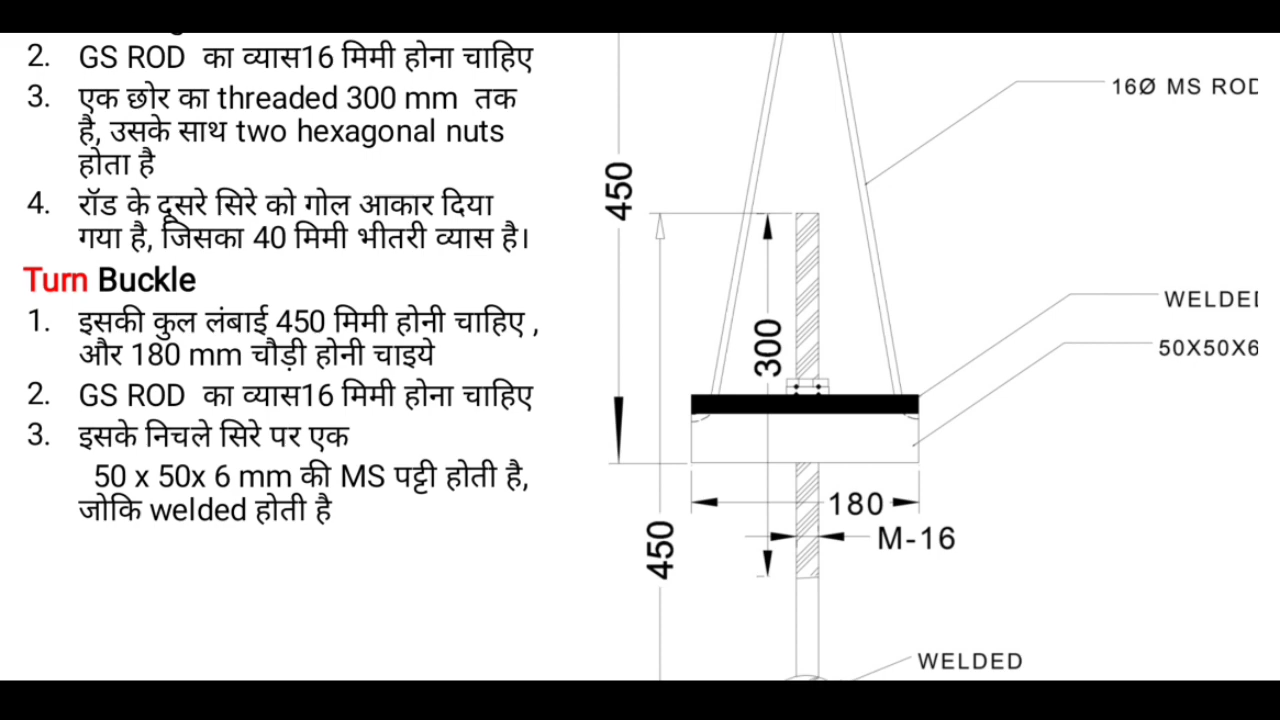 2. GS ROD का व्यास16 मिमी होना चाहिए
3. एक छोर का threaded 300 mm तक
है, उसके साथ two hexagonal nuts
होता है
4. रॉड के दूसरे सिरे को गोल आकार दिया
गया है, जिसका 40 मिमी भीतरी व्यास है।
Turn Buckle
1. इसकी कुल लंबाई 450 मिमी होनी चाहिए ,
और 180 mm चौड़ी होनी चाइये
2. GS ROD का व्यास16 मिमी होना चाहिए
3. इसके निचले सिरे पर एक
50 x 50x 6 mm की MS पट्टी होती है,
जोकि welded होती है
16Ø MS ROD
450
WELDED
300
50X50X6
180
M-16
450
WELDED